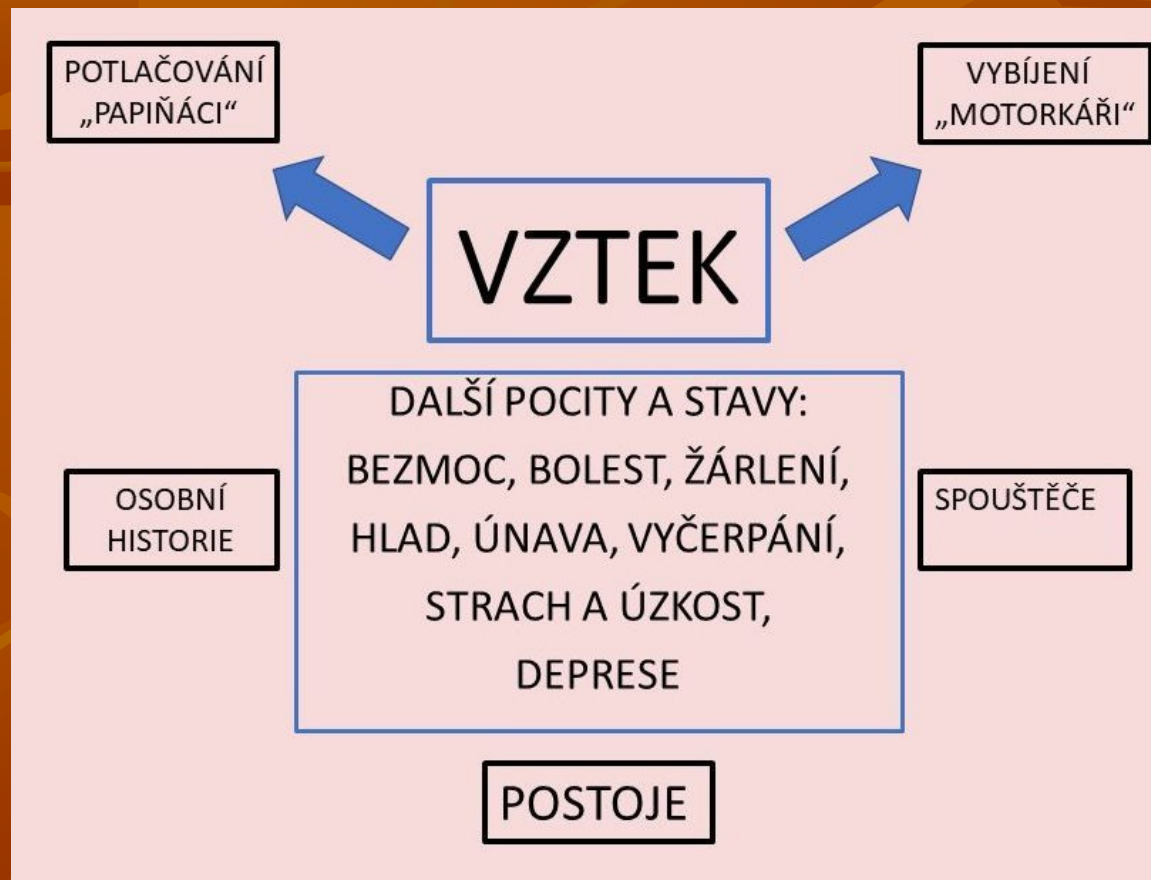 POTLAČOVÁNÍ
„PAPIŇÁCI“
VYBÍJENÍ
„MOTORKÁŘI“
VZTEK
DALŠÍ POCITY A STAVY:
BEZMOC, BOLEST, ŽÁRLENÍ,
HLAD, ÚNAVA, VYČERPÁNÍ,
STRACH A ÚZKOST,
DEPRESE
OSOBNÍ
HISTORIE
SPOUŠTĚČE
POSTOJE